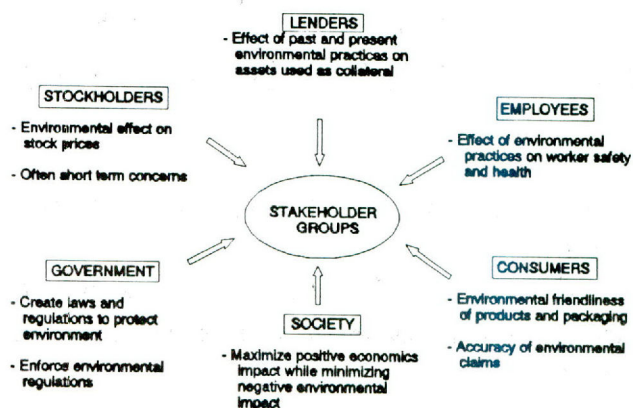 LENDERS
- Effect of past and present
environmental practices on
assets used as collateral
STOCKHOLDERS
- Environmental effect on
stock prices
- Often short term concerns
EMPLOYEES
- Effect of environmental
practices on worker safety
and health
STAKEHOLDER
GROUPS
GOVERNMENT
- Create laws and
regulations to protect
environment
- Enforce environmental
regulations
SOCIETY
- Maximize positive economics
impact while minimizing
negative environmental
impact
CONSUMERS
- Environmental friendliness
of products and packaging
- Accuracy of environmental
claims